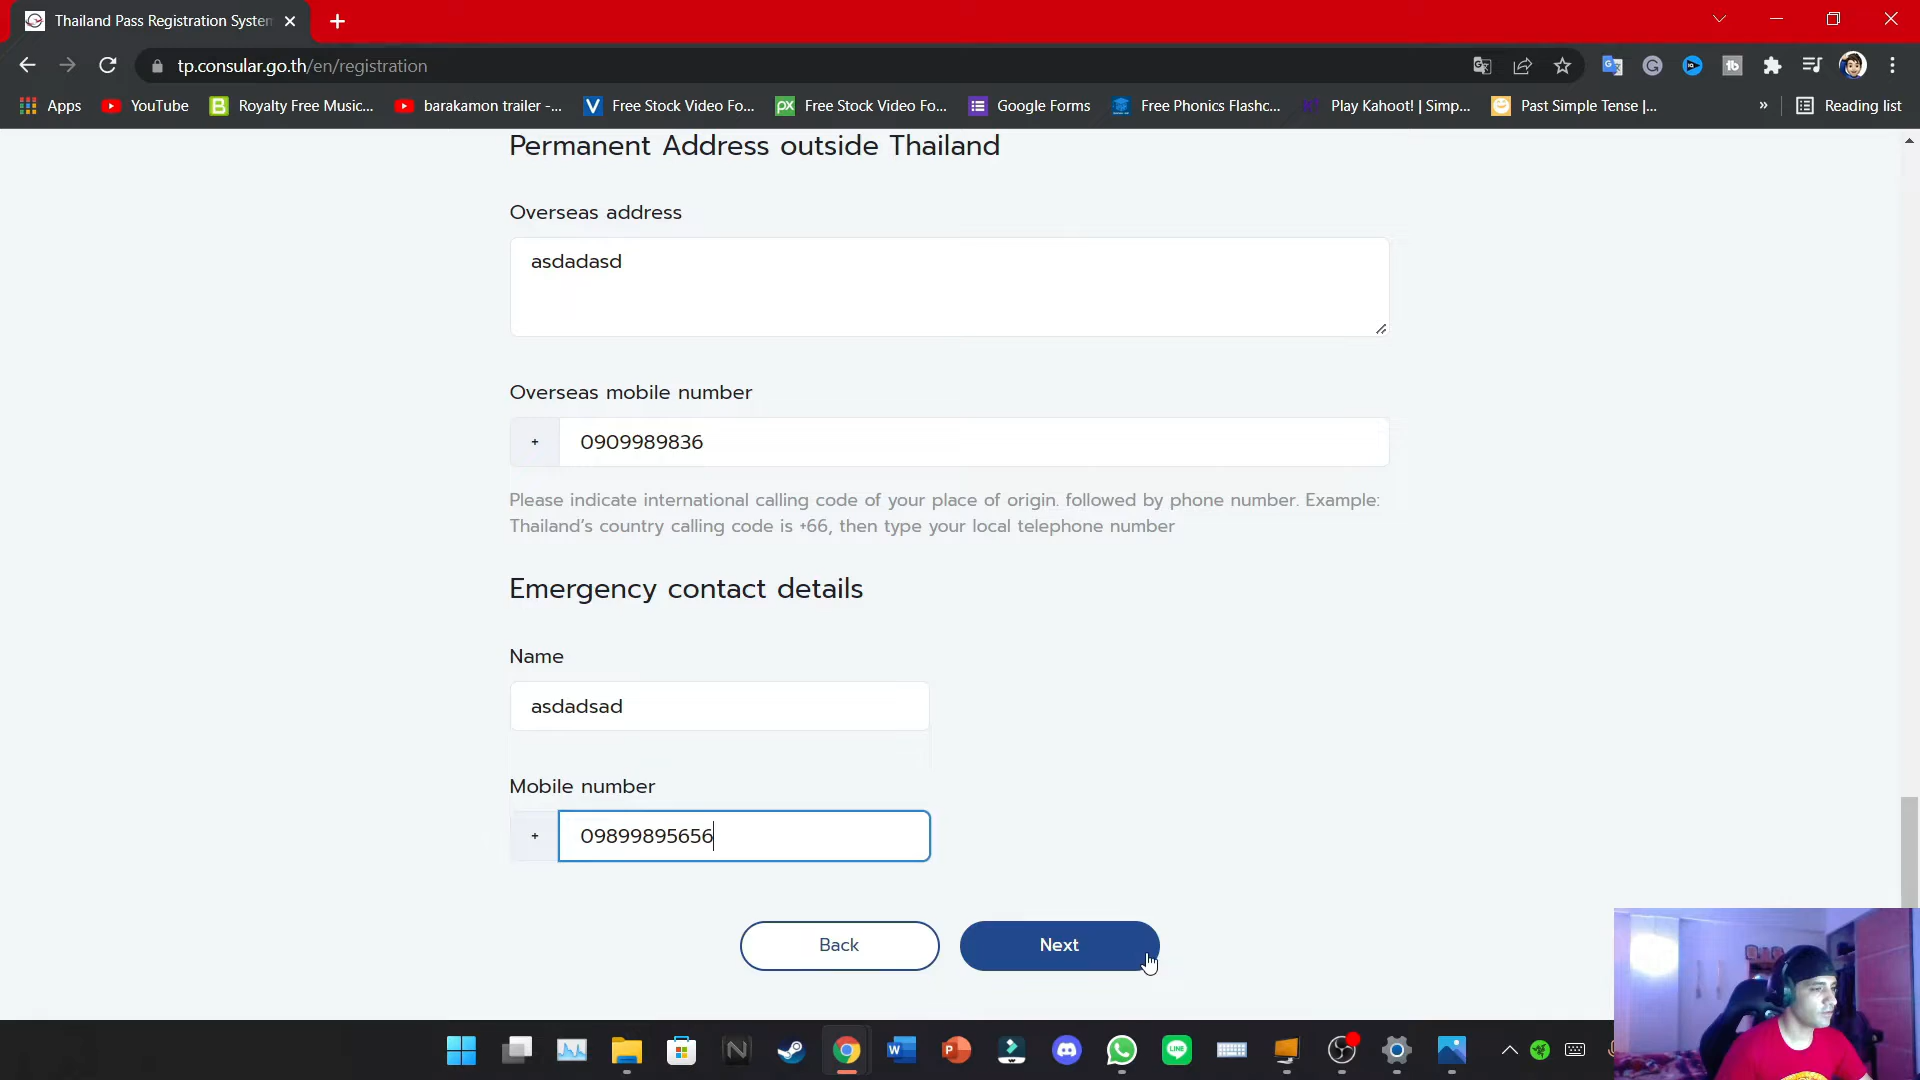 Thailand Pass Registration System
tp.consular.go.th/en/registration
Apps
YouTube
Royalty Free Music...
barakamon trailer -...
Free Stock Video Fo...
Free Stock Video Fo...
Google Forms
Free Phonics Flashc...
Play Kahoot! | Simp...
Past Simple Tense |...
»
Reading list
Permanent Address outside Thailand
Overseas address
asdadasd
Overseas mobile number
+ 0909989836
Please indicate international calling code of your place of origin. followed by phone number. Example:
Thailand's country calling code is +66, then type your local telephone number
Emergency contact details
Name
asdadsad
Mobile number
+ 09899895656
Back
Next